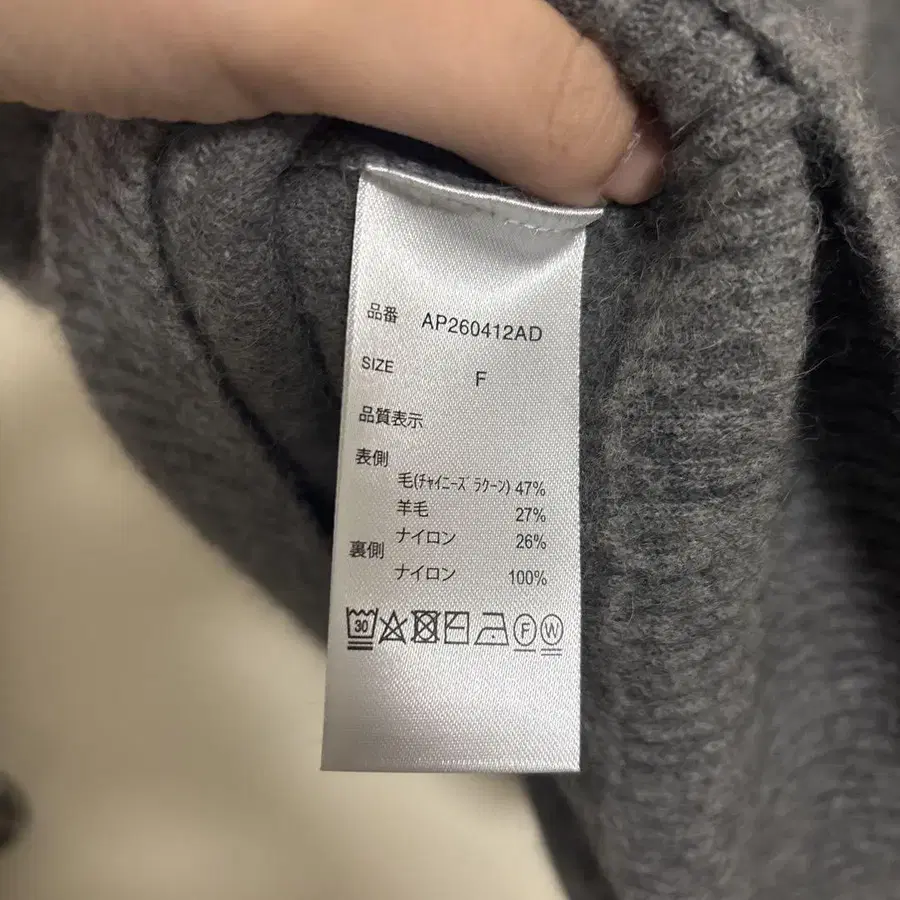 品番 AP260412AD
SIZE F
品質表示
表側
毛(ﾁｬｲﾆｰｽﾞ ﾗｸｰﾝ) 47%
羊毛 27%
ナイロン 26%
裏側
ナイロン 100%
30 F W